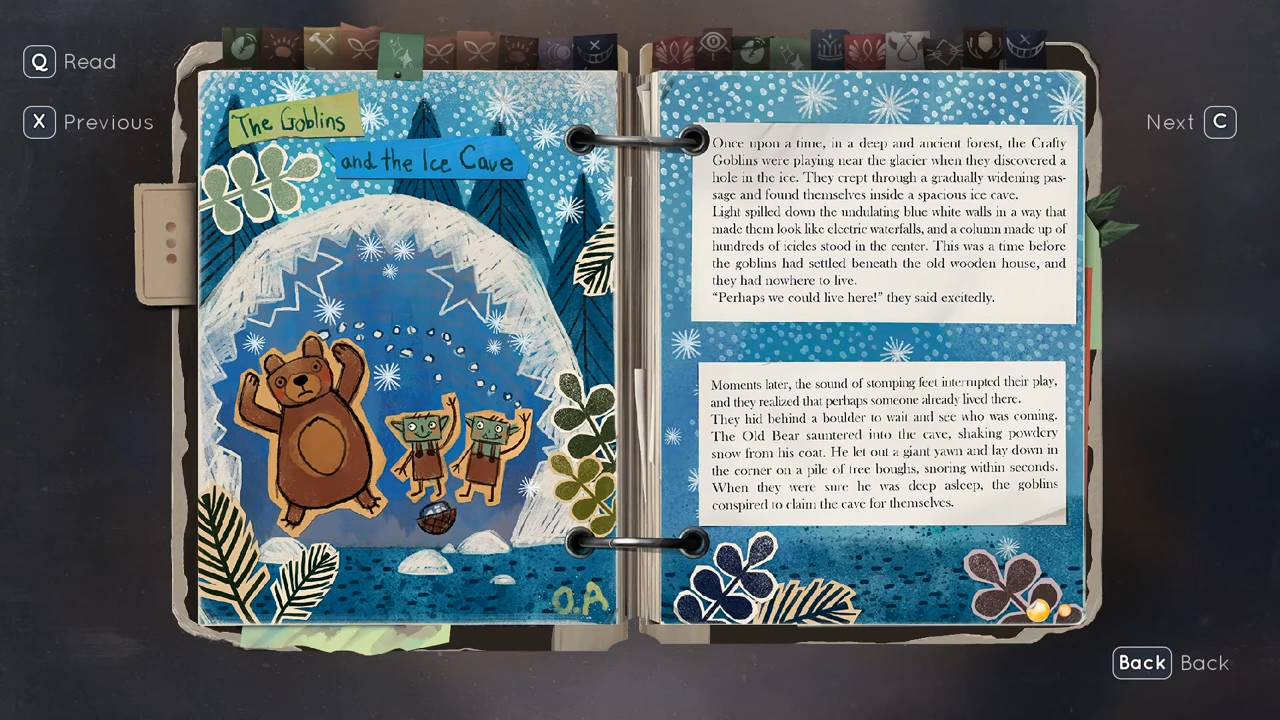 Q Read
X Previous
Next C
The Goblins
and the Ice Cave
O.A
Once upon a time, in a deep and ancient forest, the Crafty
Goblins were playing near the glacier when they discovered a
hole in the ice. They crept through a gradually widening pas-
sage and found themselves inside a spacious ice cave.
Light spilled down the undulating blue white walls in a way that
made them look like electric waterfalls, and a column made up of
hundreds of icicles stood in the center. This was a time before
the goblins had settled beneath the old wooden house, and
they had nowhere to live.
“Perhaps we could live here!” they said excitedly.
Moments later, the sound of stomping feet interrupted their play,
and they realized that perhaps someone already lived there.
They hid behind a boulder to wait and see who was coming.
The Old Bear sauntered into the cave, shaking powdery
snow from his coat. He let out a giant yawn and lay down in
the corner on a pile of tree boughs, snoring within seconds.
When they were sure he was deep asleep, the goblins
conspired to claim the cave for themselves.
Back Back